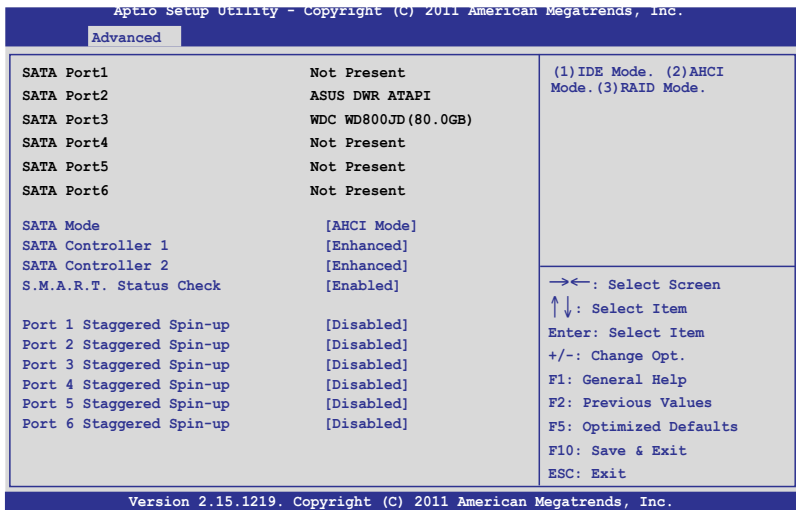 Aptio Setup Utility - Copyright (C) 2011 American Megatrends, Inc.
Advanced
SATA Port1 Not Present
SATA Port2 ASUS DWR ATAPI
SATA Port3 WDC WD800JD(80.0GB)
SATA Port4 Not Present
SATA Port5 Not Present
SATA Port6 Not Present
SATA Mode [AHCI Mode]
SATA Controller 1 [Enhanced]
SATA Controller 2 [Enhanced]
S.M.A.R.T. Status Check [Enabled]
Port 1 Staggered Spin-up [Disabled]
Port 2 Staggered Spin-up [Disabled]
Port 3 Staggered Spin-up [Disabled]
Port 4 Staggered Spin-up [Disabled]
Port 5 Staggered Spin-up [Disabled]
Port 6 Staggered Spin-up [Disabled]
(1)IDE Mode. (2)AHCI
Mode.(3)RAID Mode.
→←: Select Screen
↑↓: Select Item
Enter: Select Item
+/-: Change Opt.
F1: General Help
F2: Previous Values
F5: Optimized Defaults
F10: Save & Exit
ESC: Exit
Version 2.15.1219. Copyright (C) 2011 American Megatrends, Inc.